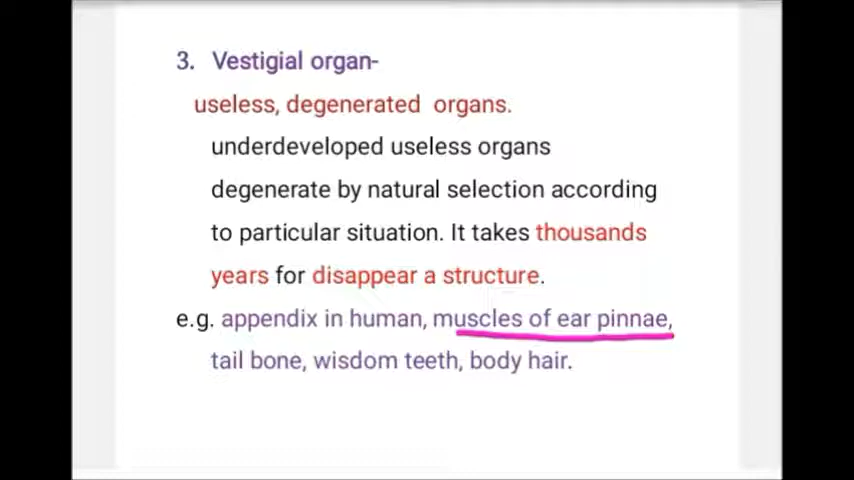 3. Vestigial organ-
useless, degenerated organs.
underdeveloped useless organs
degenerate by natural selection according
to particular situation. It takes thousands
years for disappear a structure.
e.g. appendix in human, muscles of ear pinnae,
tail bone, wisdom teeth, body hair.